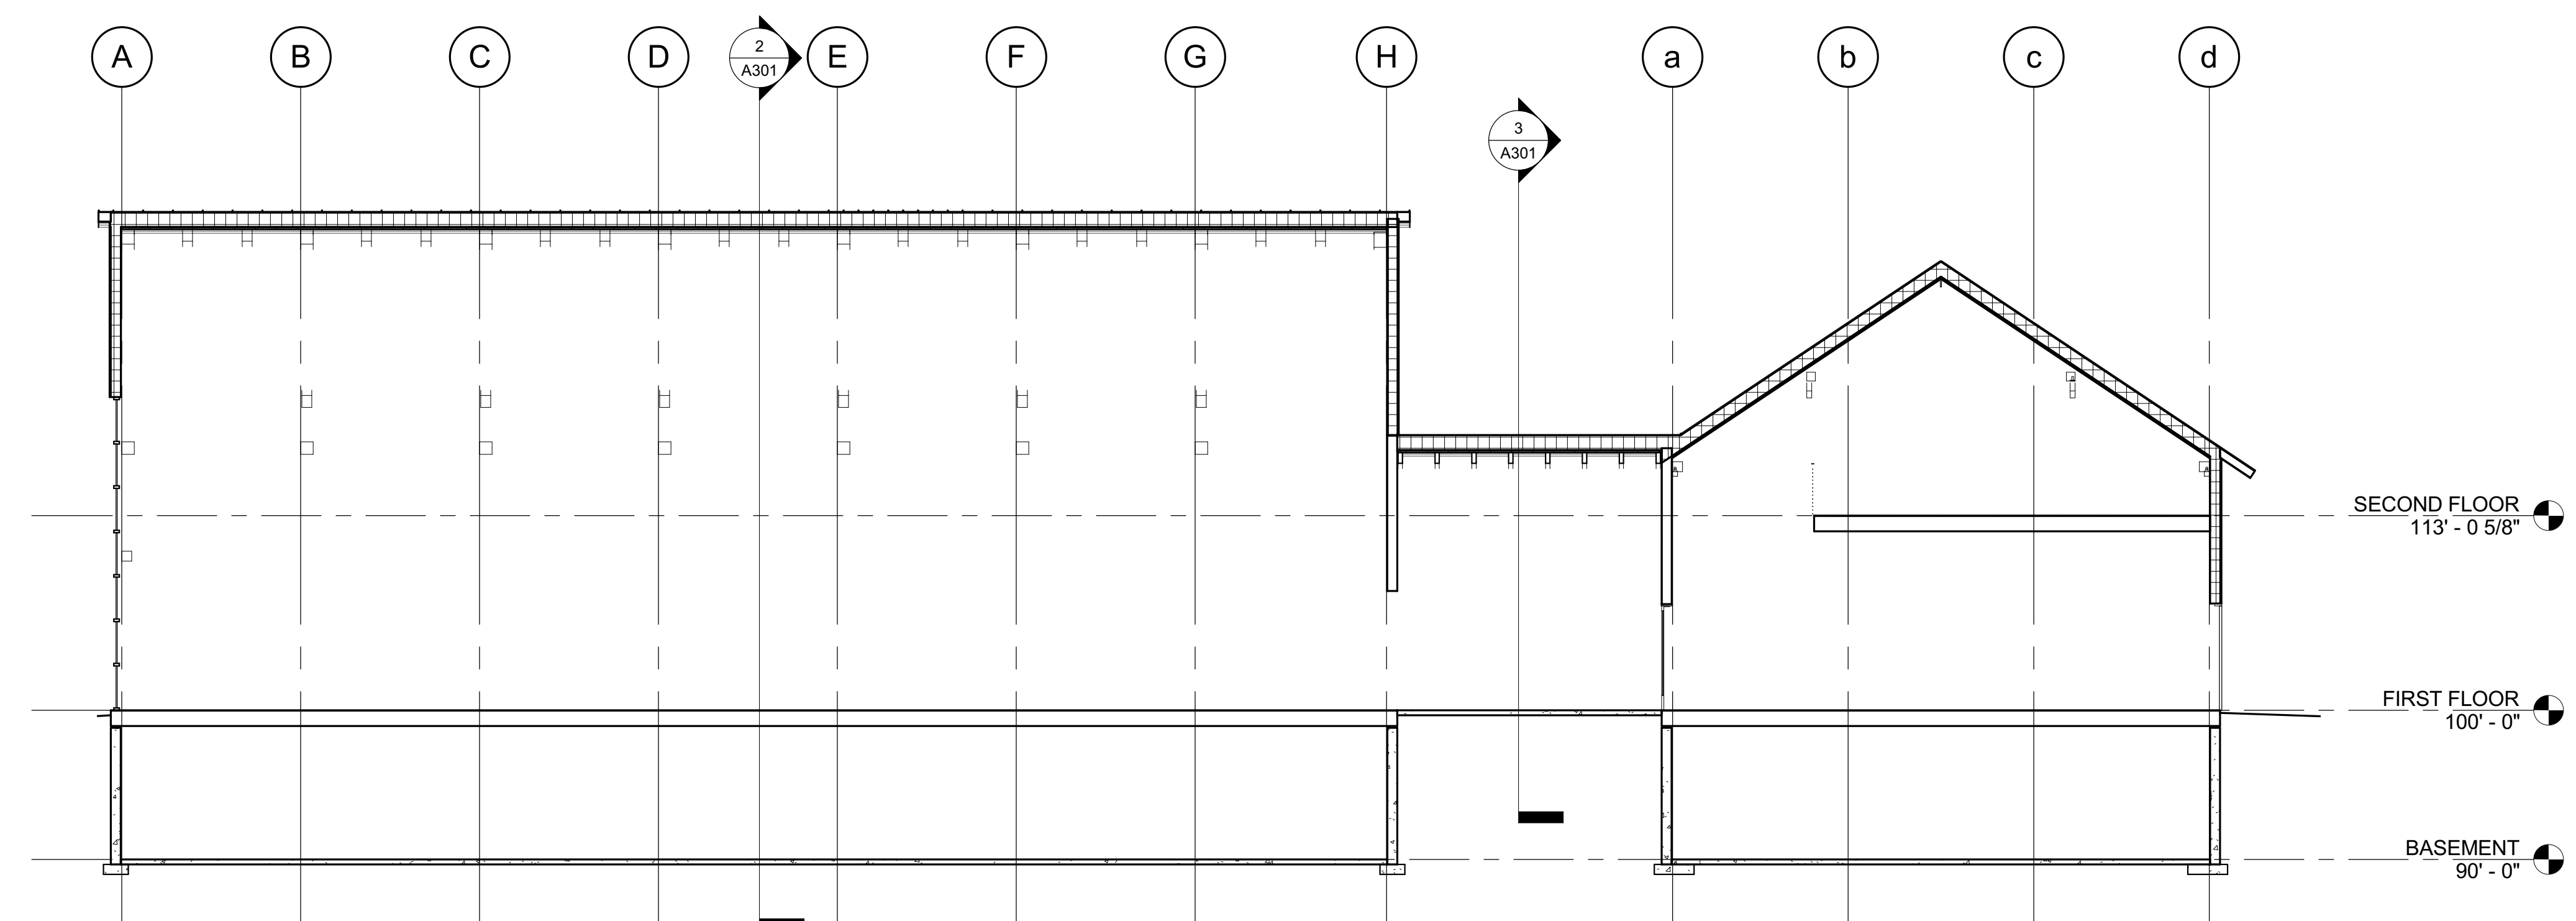 A
B
C
D
2
A301
E
F
G
H
3
A301
a
b
c
d
SECOND FLOOR
113' - 0 5/8"
FIRST FLOOR
100' - 0"
BASEMENT
90' - 0"